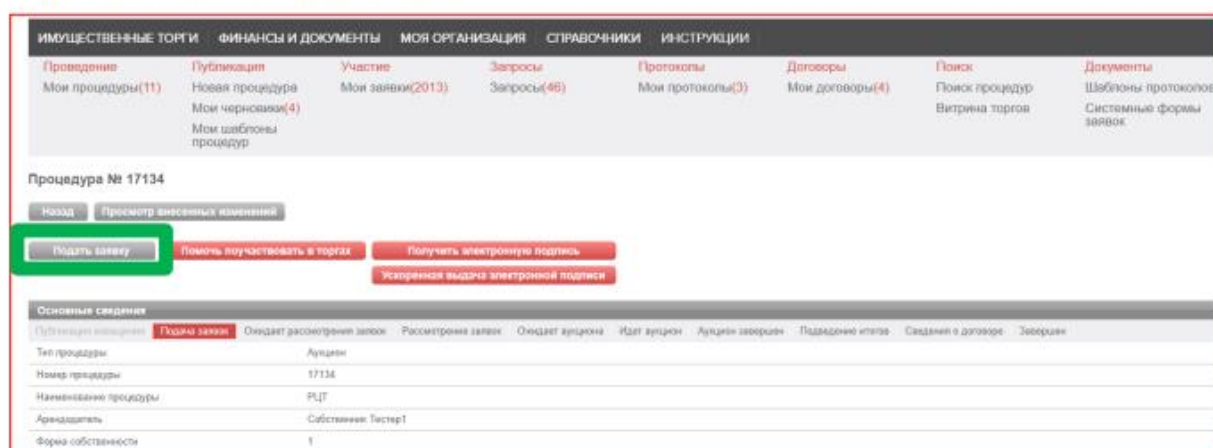 ИМУЩЕСТВЕННЫЕ ТОРГИ ФИНАНСЫ И ДОКУМЕНТЫ МОЯ ОРГАНИЗАЦИЯ СПРАВОЧНИКИ ИНСТРУКЦИИ
Проведение Публикация Участие Запросы Протоколы Договоры Поиск Документы
Мои процедуры(11) Новая процедура Мои заявки(2013) Запросы(46) Мои протоколы(3) Мои договоры(4) Поиск процедур Шаблоны протоколов
Мои черновики(4) Витрина торгов Системные формы
Мои шаблоны заявок
процедур
Процедура № 17134
Назад Просмотр внесенных изменений
Подать заявку Помочь поучаствовать в торгах Получить электронную подпись
Ускоренная выдача электронной подписи
Основные сведения
Публикация извещения Подача заявок Ожидает рассмотрения заявок Рассмотрение заявок Ожидает аукциона Идет аукцион Аукцион завершен Подведение итогов Сведения о договоре Завершен
Тип процедуры Аукцион
Номер процедуры 17134
Наименование процедуры РЦТ
Арендодатель Собственник Тестер1
Форма собственности 1